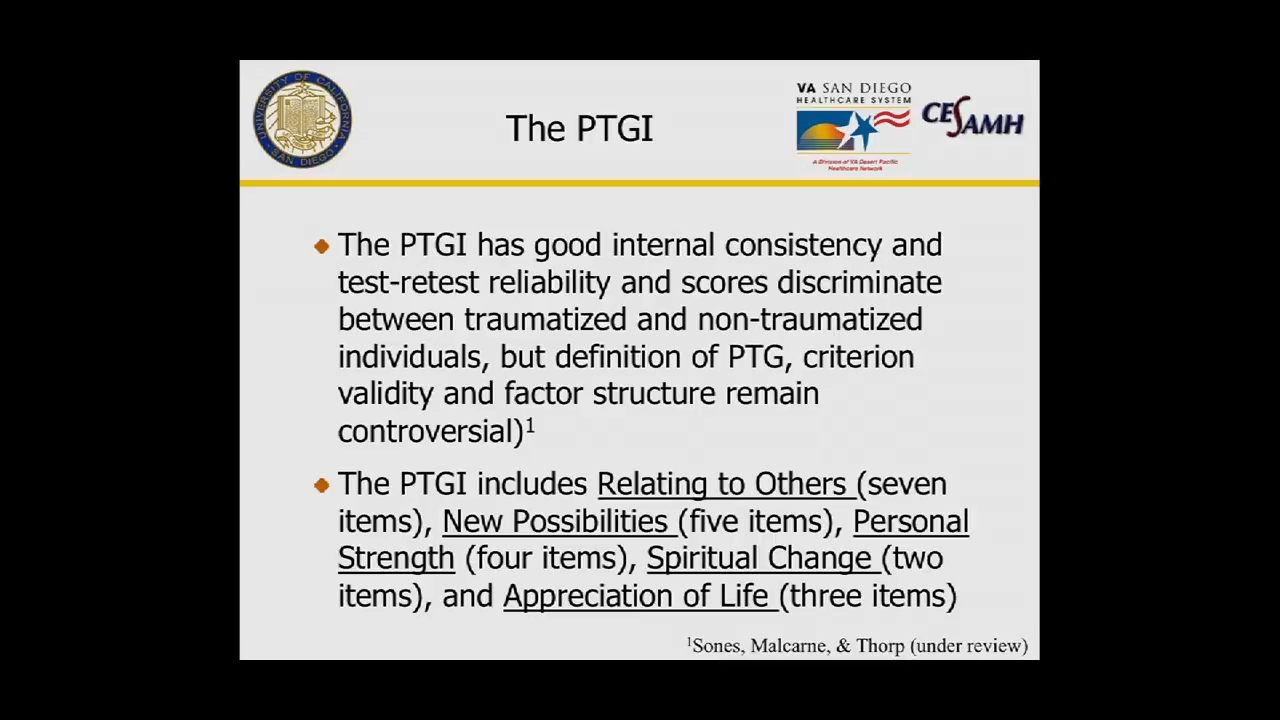 UNIVERSITY OF CALIFORNIA
SAN DIEGO
The PTGI
VA SAN DIEGO
HEALTHCARE SYSTEM
A Division of VA Desert Pacific
Healthcare Network
CESAMH
The PTGI has good internal consistency and
test-retest reliability and scores discriminate
between traumatized and non-traumatized
individuals, but definition of PTG, criterion
validity and factor structure remain
controversial)¹
The PTGI includes Relating to Others (seven
items), New Possibilities (five items), Personal
Strength (four items), Spiritual Change (two
items), and Appreciation of Life (three items)
¹Sones, Malcarne, & Thorp (under review)